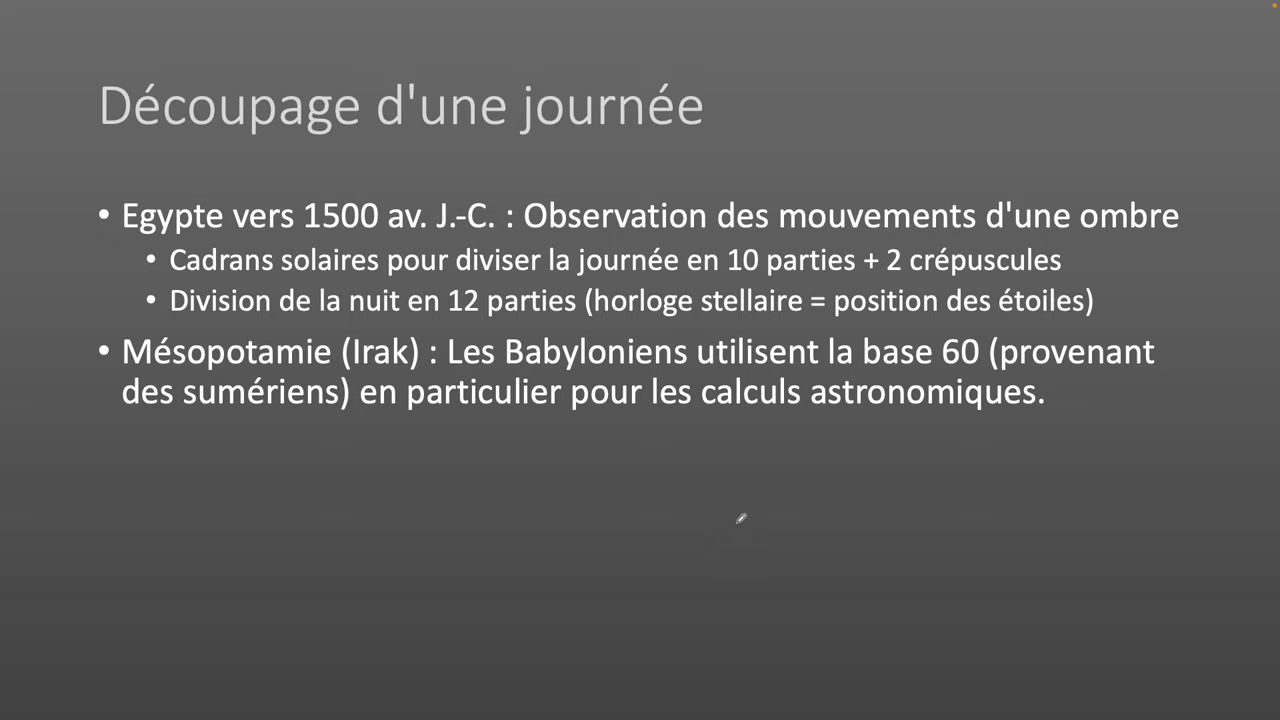 Découpage d'une journée
• Egypte vers 1500 av. J.-C. : Observation des mouvements d'une ombre
• Cadrans solaires pour diviser la journée en 10 parties + 2 crépuscules
• Division de la nuit en 12 parties (horloge stellaire = position des étoiles)
• Mésopotamie (Irak) : Les Babyloniens utilisent la base 60 (provenant
des sumériens) en particulier pour les calculs astronomiques.